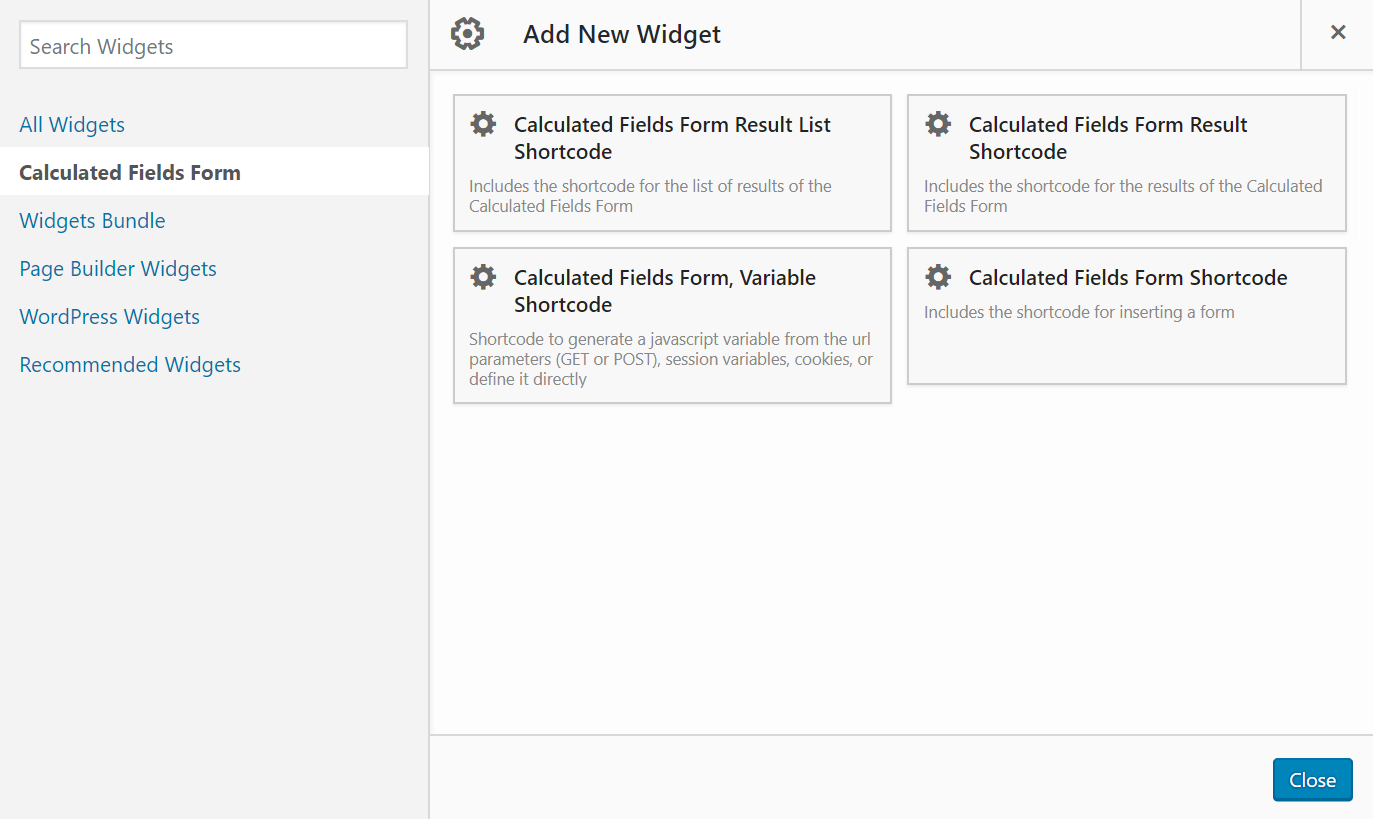 Search Widgets
All Widgets
Calculated Fields Form
Widgets Bundle
Page Builder Widgets
WordPress Widgets
Recommended Widgets
Add New Widget
×
Calculated Fields Form Result List
Shortcode
Includes the shortcode for the list of results of the
Calculated Fields Form
Calculated Fields Form Result
Shortcode
Includes the shortcode for the results of the Calculated
Fields Form
Calculated Fields Form, Variable
Shortcode
Shortcode to generate a javascript variable from the url
parameters (GET or POST), session variables, cookies, or
define it directly
Calculated Fields Form Shortcode
Includes the shortcode for inserting a form
Close